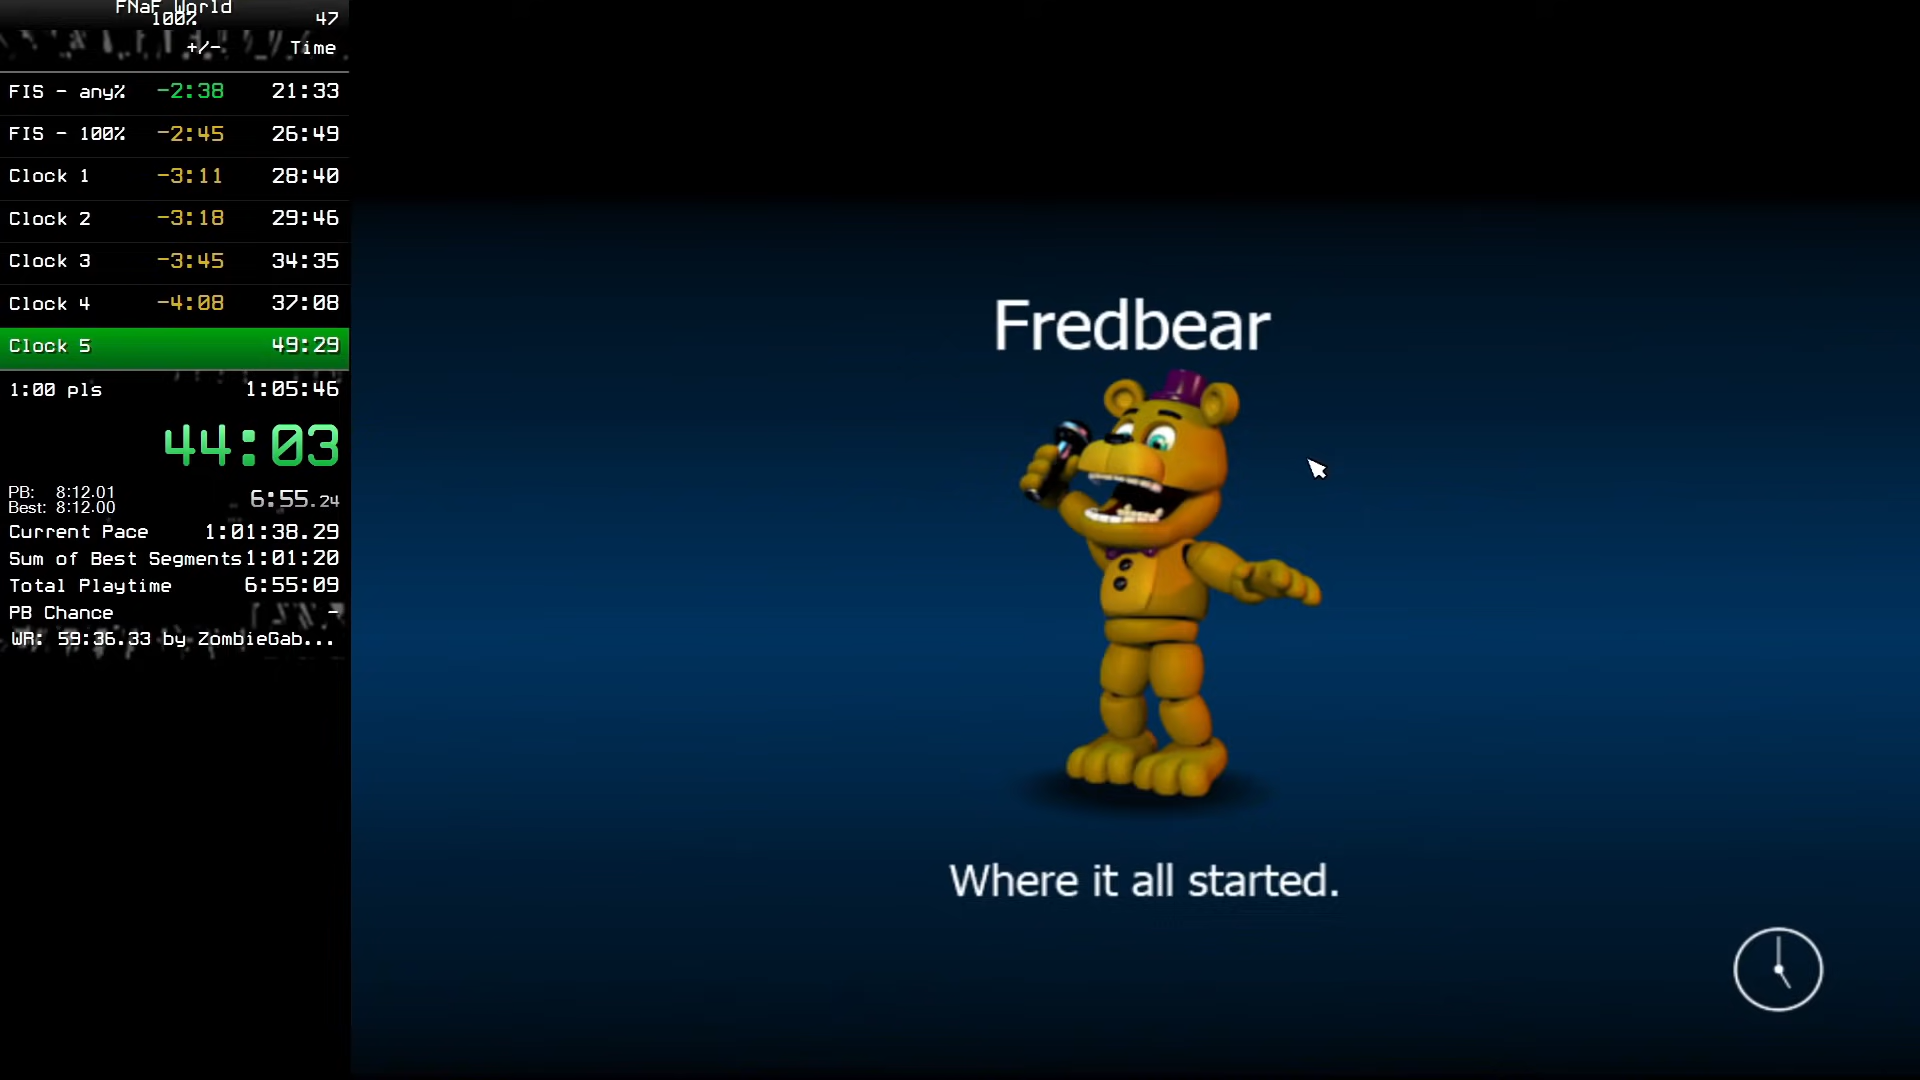 FNaF World
100% 47
+/- Time
FIS - any% -2:38 21:33
FIS - 100% -2:45 26:49
Clock 1 -3:11 28:40
Clock 2 -3:18 29:46
Clock 3 -3:45 34:35
Clock 4 -4:08 37:08
Clock 5 49:29
1:00 pls 1:05:46
44:03
PB: 8:12.01 6:55.24
Best: 8:12.00
Current Pace 1:01:38.29
Sum of Best Segments 1:01:20
Total Playtime 6:55:09
PB Chance -
WR: 59:36.33 by ZombieGab...
Fredbear
Where it all started.